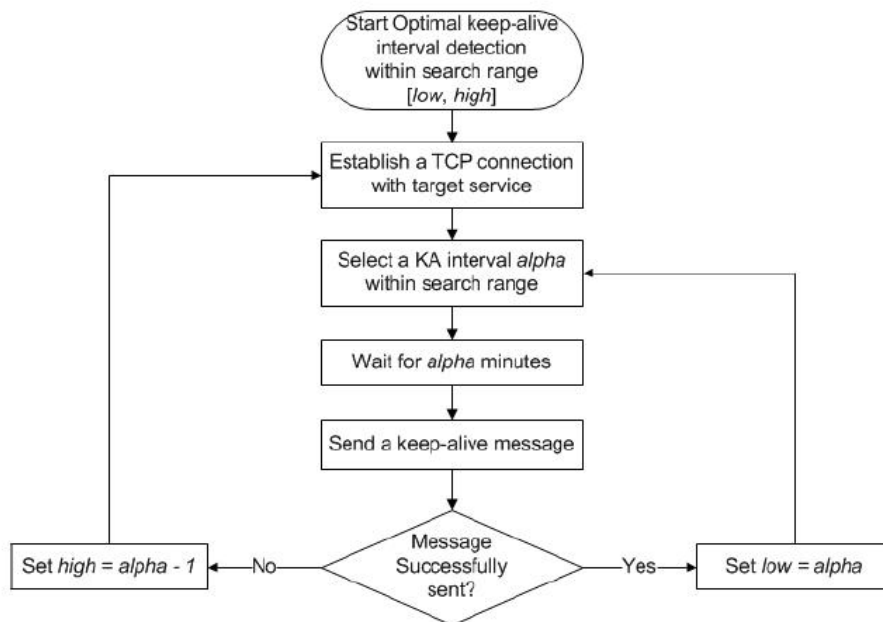 Start Optimal keep-alive
interval detection
within search range
[low, high]
Establish a TCP connection
with target service
Select a KA interval alpha
within search range
Wait for alpha minutes
Send a keep-alive message
Message
Successfully
sent?
No
Yes
Set high = alpha - 1
Set low = alpha